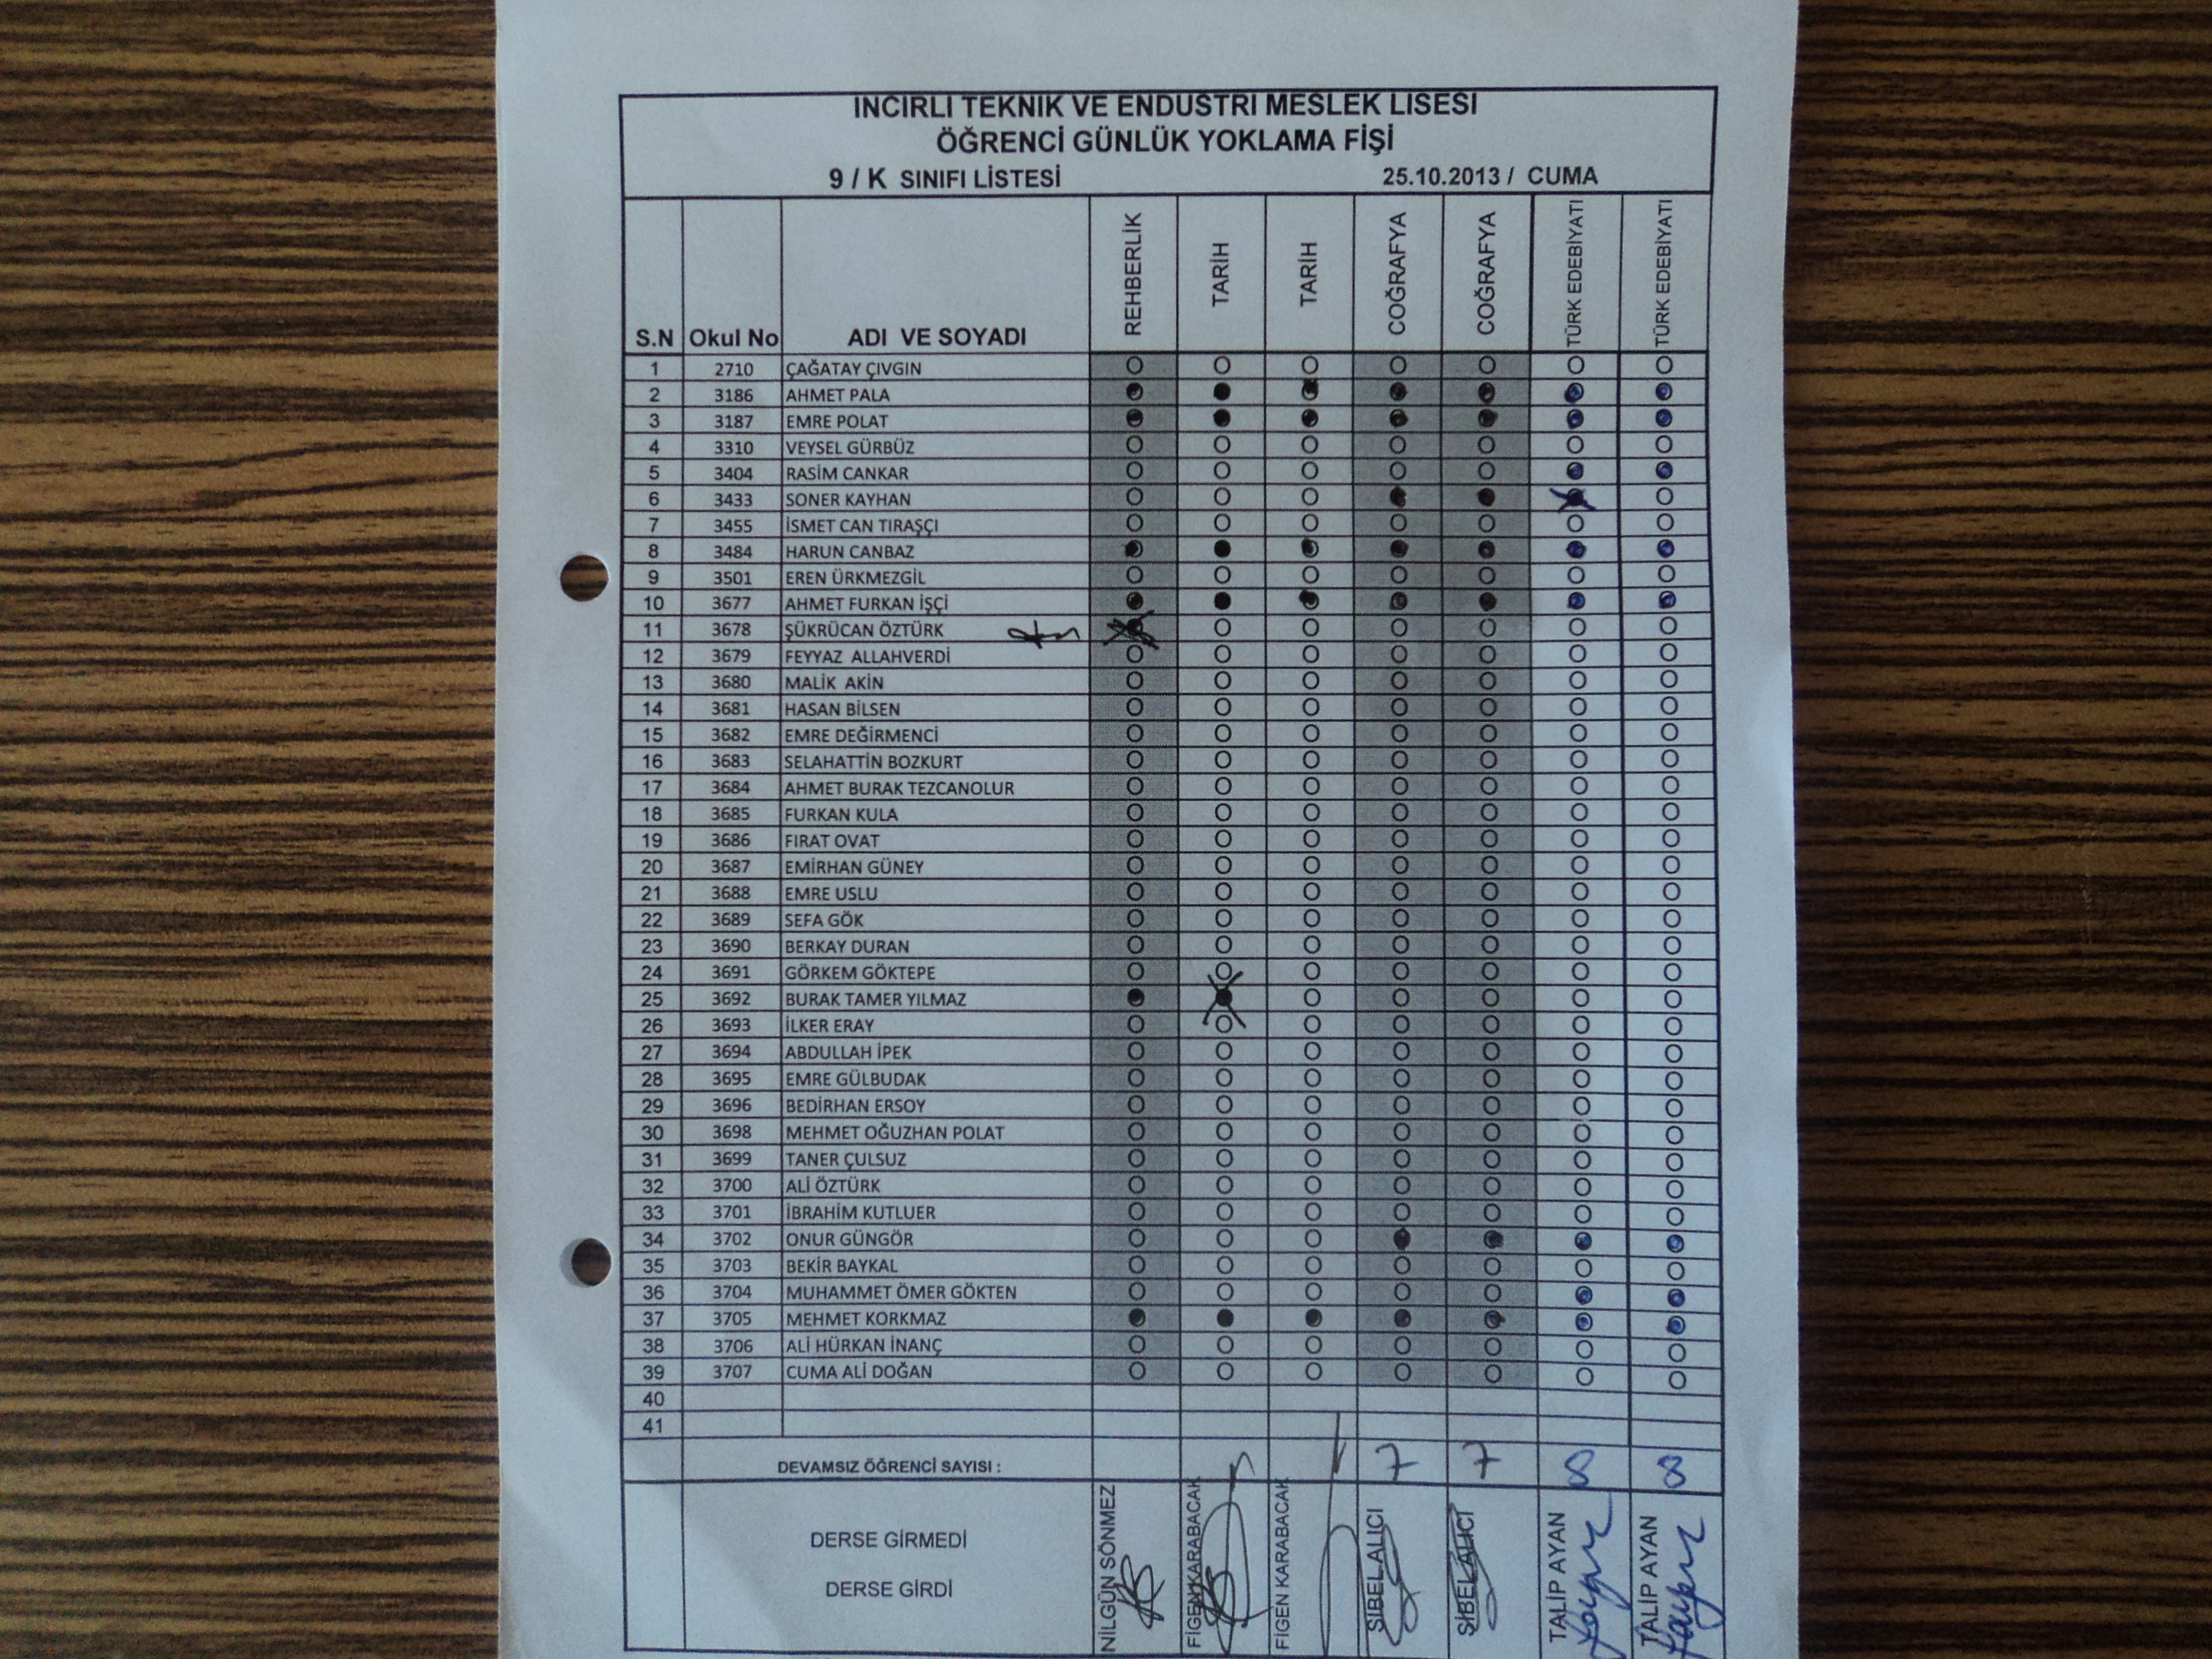 İNCİRLİ TEKNİK VE ENDÜSTRİ MESLEK LİSESİ
ÖĞRENCİ GÜNLÜK YOKLAMA FİŞİ
9 / K SINIFI LİSTESİ 25.10.2013 / CUMA
S.N Okul No ADI VE SOYADI REHBERLİK TARİH TARİH COĞRAFYA COĞRAFYA TÜRK EDEBİYATI TÜRK EDEBİYATI
1 2710 ÇAĞATAY ÇIVGIN
2 3186 AHMET PALA
3 3187 EMRE POLAT
4 3310 VEYSEL GÜRBÜZ
5 3404 RASİM CANKAR
6 3433 SONER KAYHAN
7 3455 İSMET CAN TIRAŞÇI
8 3484 HARUN CANBAZ
9 3501 EREN ÜRKMEZGİL
10 3677 AHMET FURKAN İŞÇİ
11 3678 ŞÜKRÜCAN ÖZTÜRK
12 3679 FEYYAZ ALLAHVERDİ
13 3680 MALİK AKİN
14 3681 HASAN BİLSEN
15 3682 EMRE DEĞİRMENCİ
16 3683 SELAHATTİN BOZKURT
17 3684 AHMET BURAK TEZCANOLUR
18 3685 FURKAN KULA
19 3686 FIRAT OVAT
20 3687 EMİRHAN GÜNEY
21 3688 EMRE USLU
22 3689 SEFA GÖK
23 3690 BERKAY DURAN
24 3691 GÖRKEM GÖKTEPE
25 3692 BURAK TAMER YILMAZ
26 3693 İLKER ERAY
27 3694 ABDULLAH İPEK
28 3695 EMRE GÜLBUDAK
29 3696 BEDİRHAN ERSOY
30 3698 MEHMET OĞUZHAN POLAT
31 3699 TANER ÇULSUZ
32 3700 ALİ ÖZTÜRK
33 3701 İBRAHİM KUTLUER
34 3702 ONUR GÜNGÖR
35 3703 BEKİR BAYKAL
36 3704 MUHAMMET ÖMER GÖKTEN
37 3705 MEHMET KORKMAZ
38 3706 ALİ HÜRKAN İNANÇ
39 3707 CUMA ALİ DOĞAN
40
41
DEVAMSIZ ÖĞRENCİ SAYISI : 7 7 8 8
DERSE GİRMEDİ
DERSE GİRDİ
NİLGÜN SÖNMEZ
FİGEN KARABACAK
FİGEN KARABACAK
SİBEL ALICI
SİBEL ALICI
TALİP AYAN
TALİP AYAN